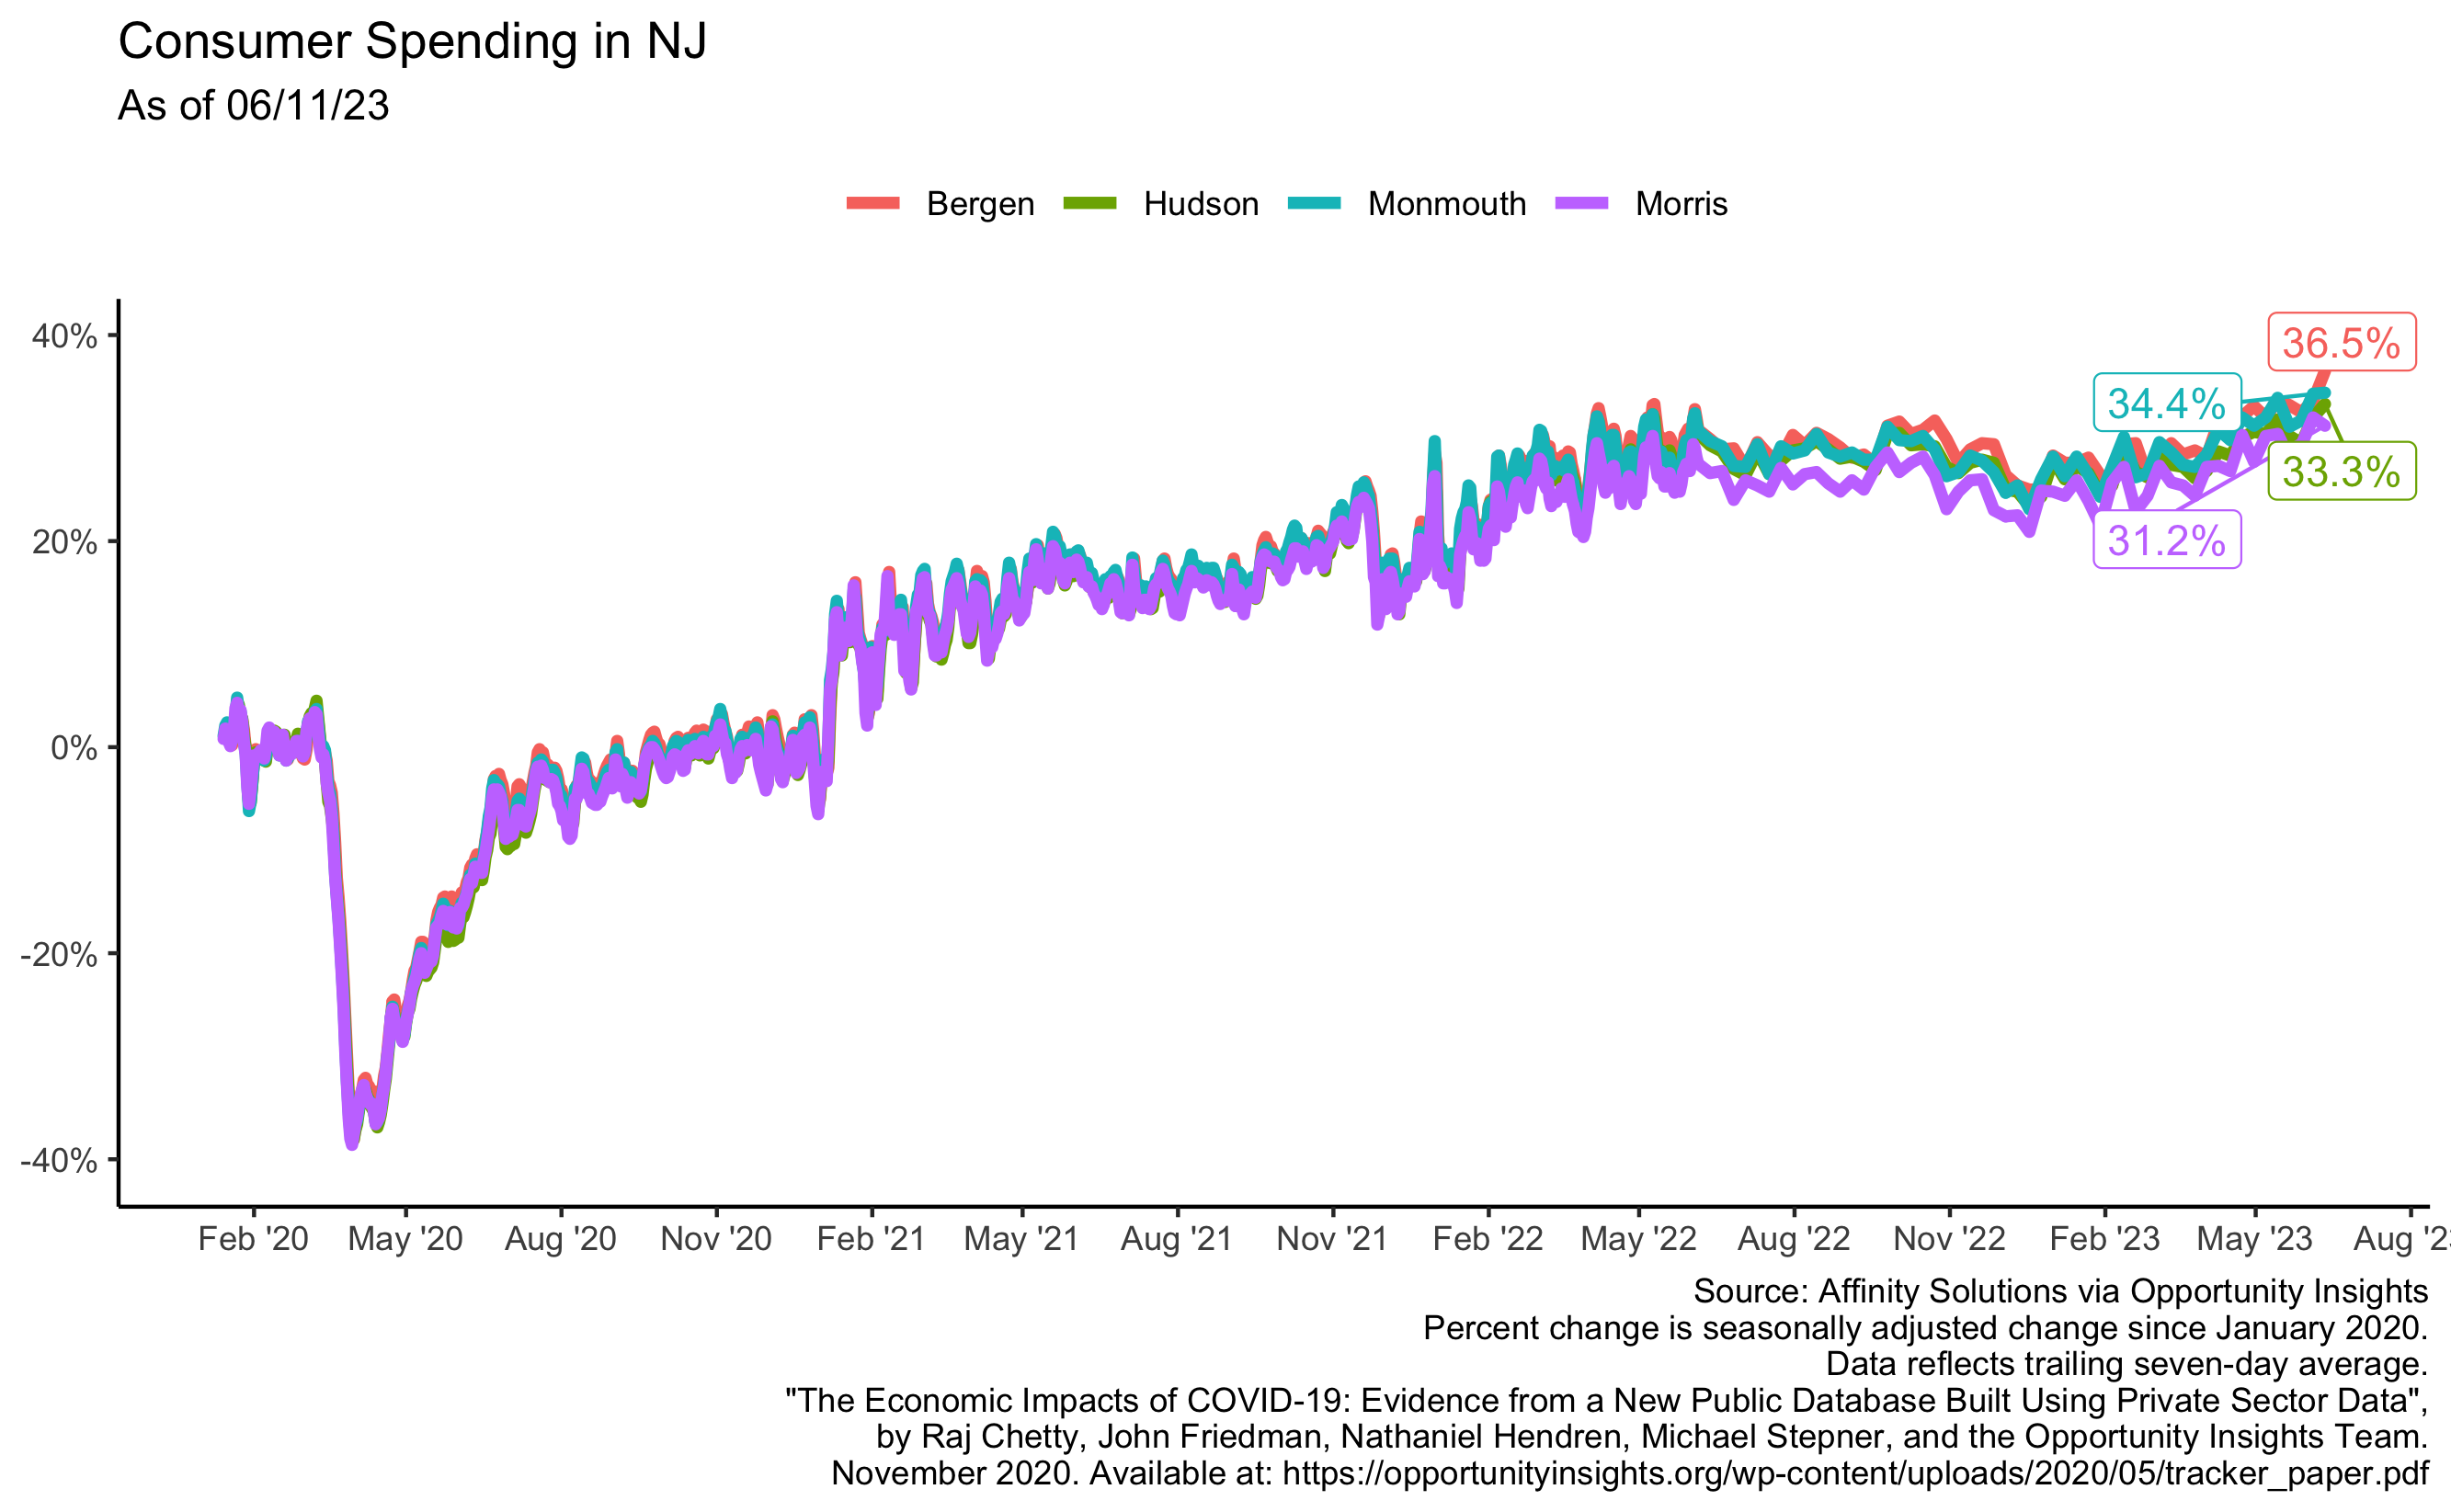 Consumer Spending in NJ
As of 06/11/23
Bergen Hudson Monmouth Morris
40%
20%
0%
-20%
-40%
36.5%
34.4%
33.3%
31.2%
Feb '20 May '20 Aug '20 Nov '20 Feb '21 May '21 Aug '21 Nov '21 Feb '22 May '22 Aug '22 Nov '22 Feb '23 May '23 Aug '2
Source: Affinity Solutions via Opportunity Insights
Percent change is seasonally adjusted change since January 2020.
Data reflects trailing seven-day average.
"The Economic Impacts of COVID-19: Evidence from a New Public Database Built Using Private Sector Data",
by Raj Chetty, John Friedman, Nathaniel Hendren, Michael Stepner, and the Opportunity Insights Team.
November 2020. Available at: https://opportunityinsights.org/wp-content/uploads/2020/05/tracker_paper.pdf